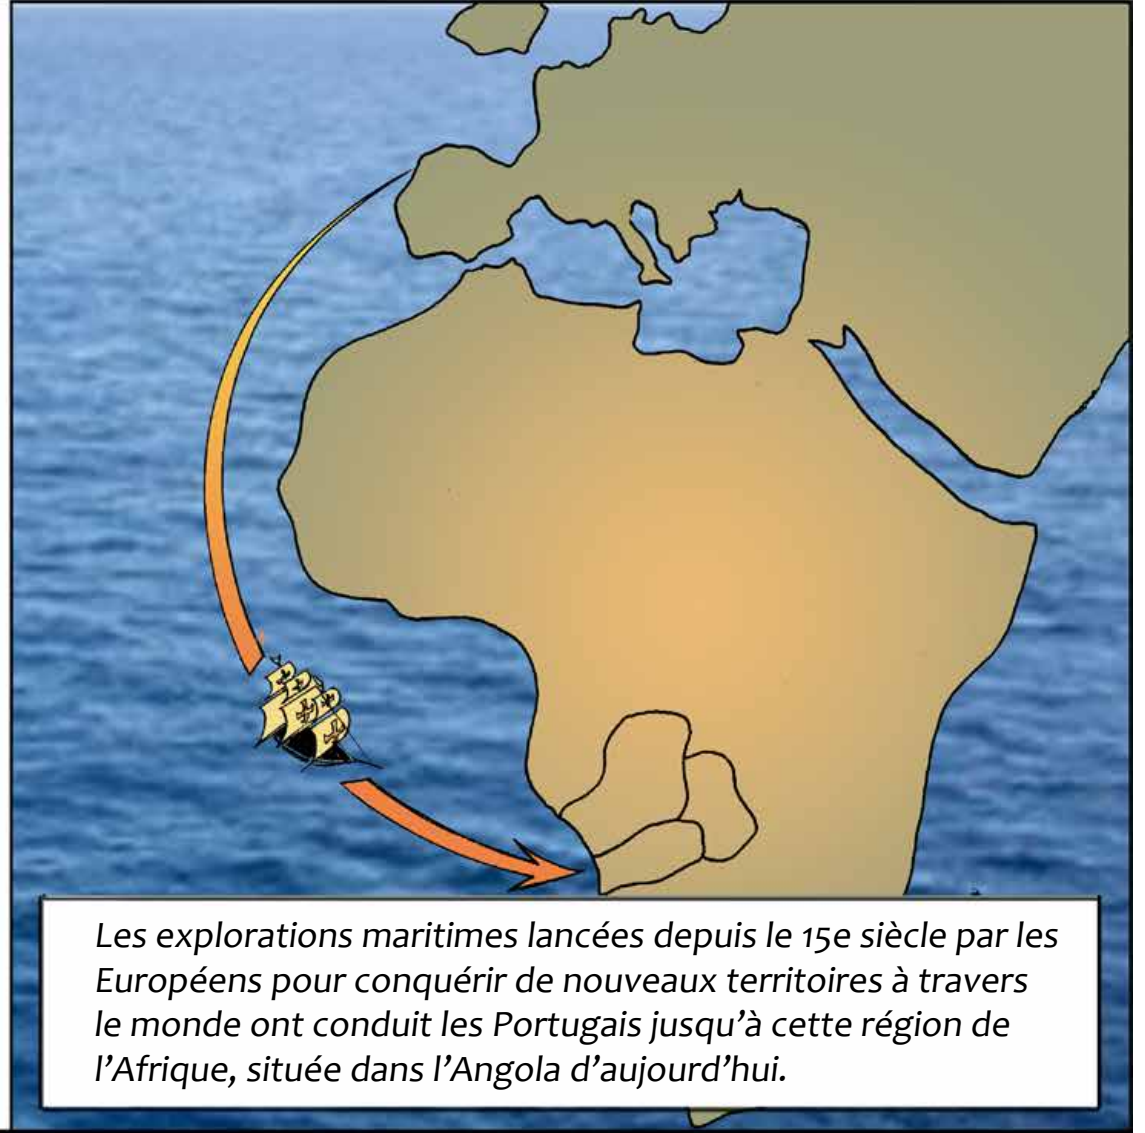 Les explorations maritimes lancées depuis le 15e siècle par les
Européens pour conquérir de nouveaux territoires à travers
le monde ont conduit les Portugais jusqu’à cette région de
l’Afrique, située dans l’Angola d’aujourd’hui.